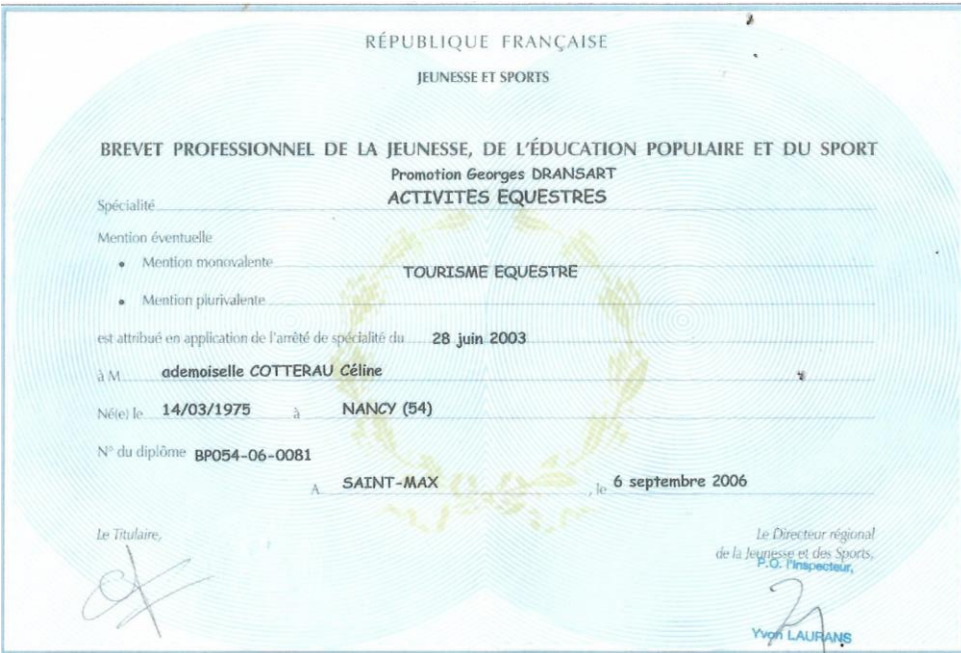 RÉPUBLIQUE FRANÇAISE
JEUNESSE ET SPORTS
BREVET PROFESSIONNEL DE LA JEUNESSE, DE L'ÉDUCATION POPULAIRE ET DU SPORT
Promotion Georges DRANSART
Spécialité ACTIVITES EQUESTRES
Mention éventuelle
• Mention monovalente TOURISME EQUESTRE
• Mention plurivalente
est attribué en application de l'arrêté de spécialité du 28 juin 2003
à M ademoiselle COTTERAU Céline
Né(e) le 14/03/1975 à NANCY (54)
N° du diplôme BP054-06-0081
A SAINT-MAX , le 6 septembre 2006
Le Titulaire,
Le Directeur régional
de la Jeunesse et des Sports,
P.O. l'Inspecteur,
Yvon LAURANS